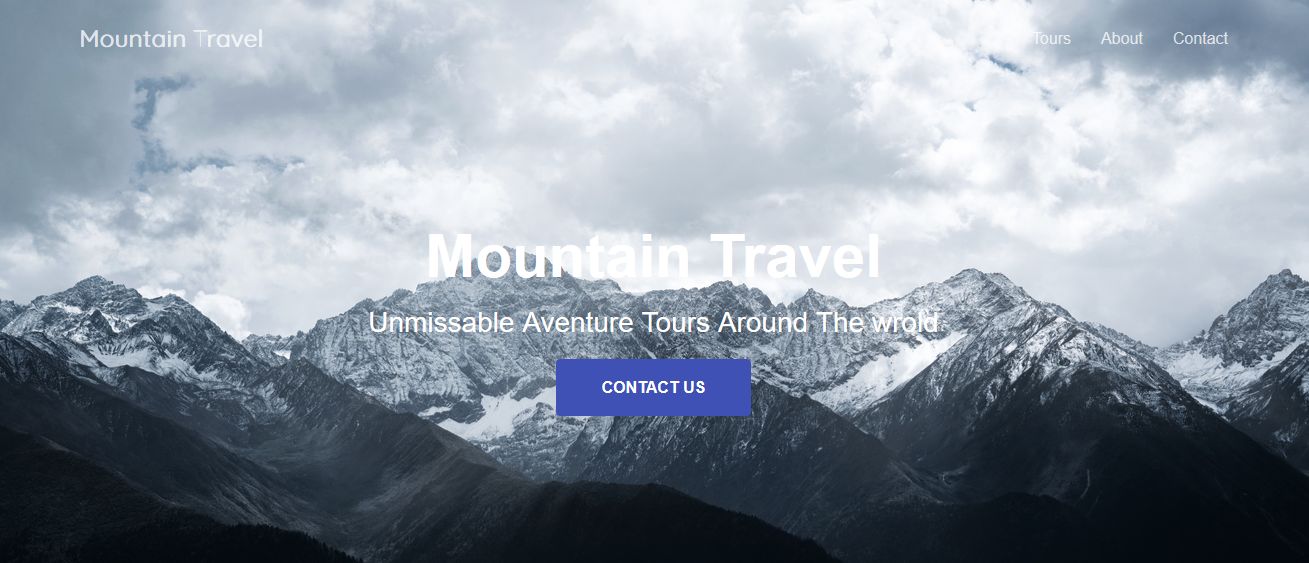 Mountain Travel
Tours About Contact
Mountain Travel
Unmissable Aventure Tours Around The wrold.
CONTACT US